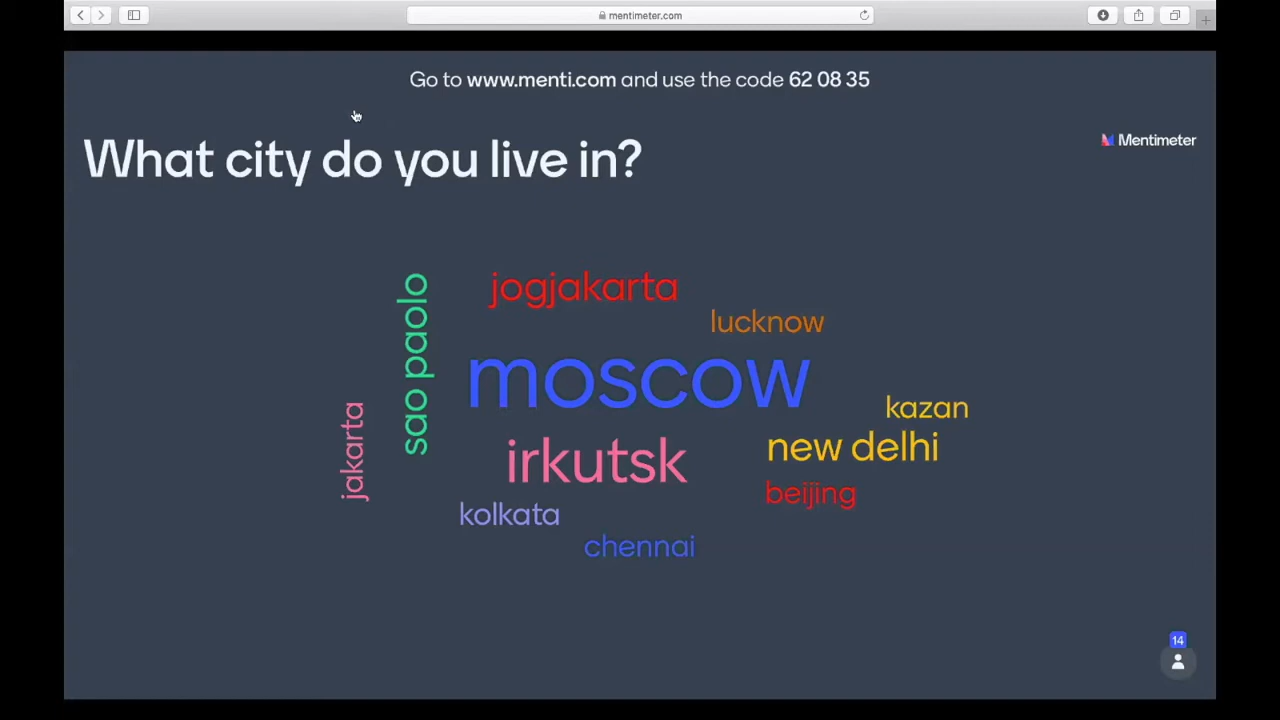 mentimeter.com
Go to www.menti.com and use the code 62 08 35
Mentimeter
What city do you live in?
jogjakarta
sao paolo
lucknow
moscow
kazan
jakarta
irkutsk
new delhi
beijing
kolkata
chennai
14